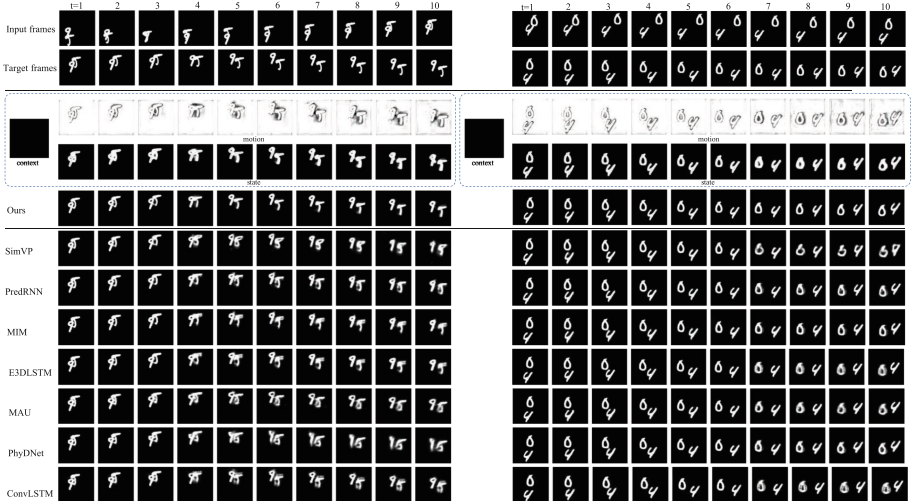 t=1 2 3 4 5 6 7 8 9 10 t=1 2 3 4 5 6 7 8 9 10
Input frames
Target frames
motion motion
context context
state state
Ours
SimVP
PredRNN
MIM
E3DLSTM
MAU
PhyDNet
ConvLSTM